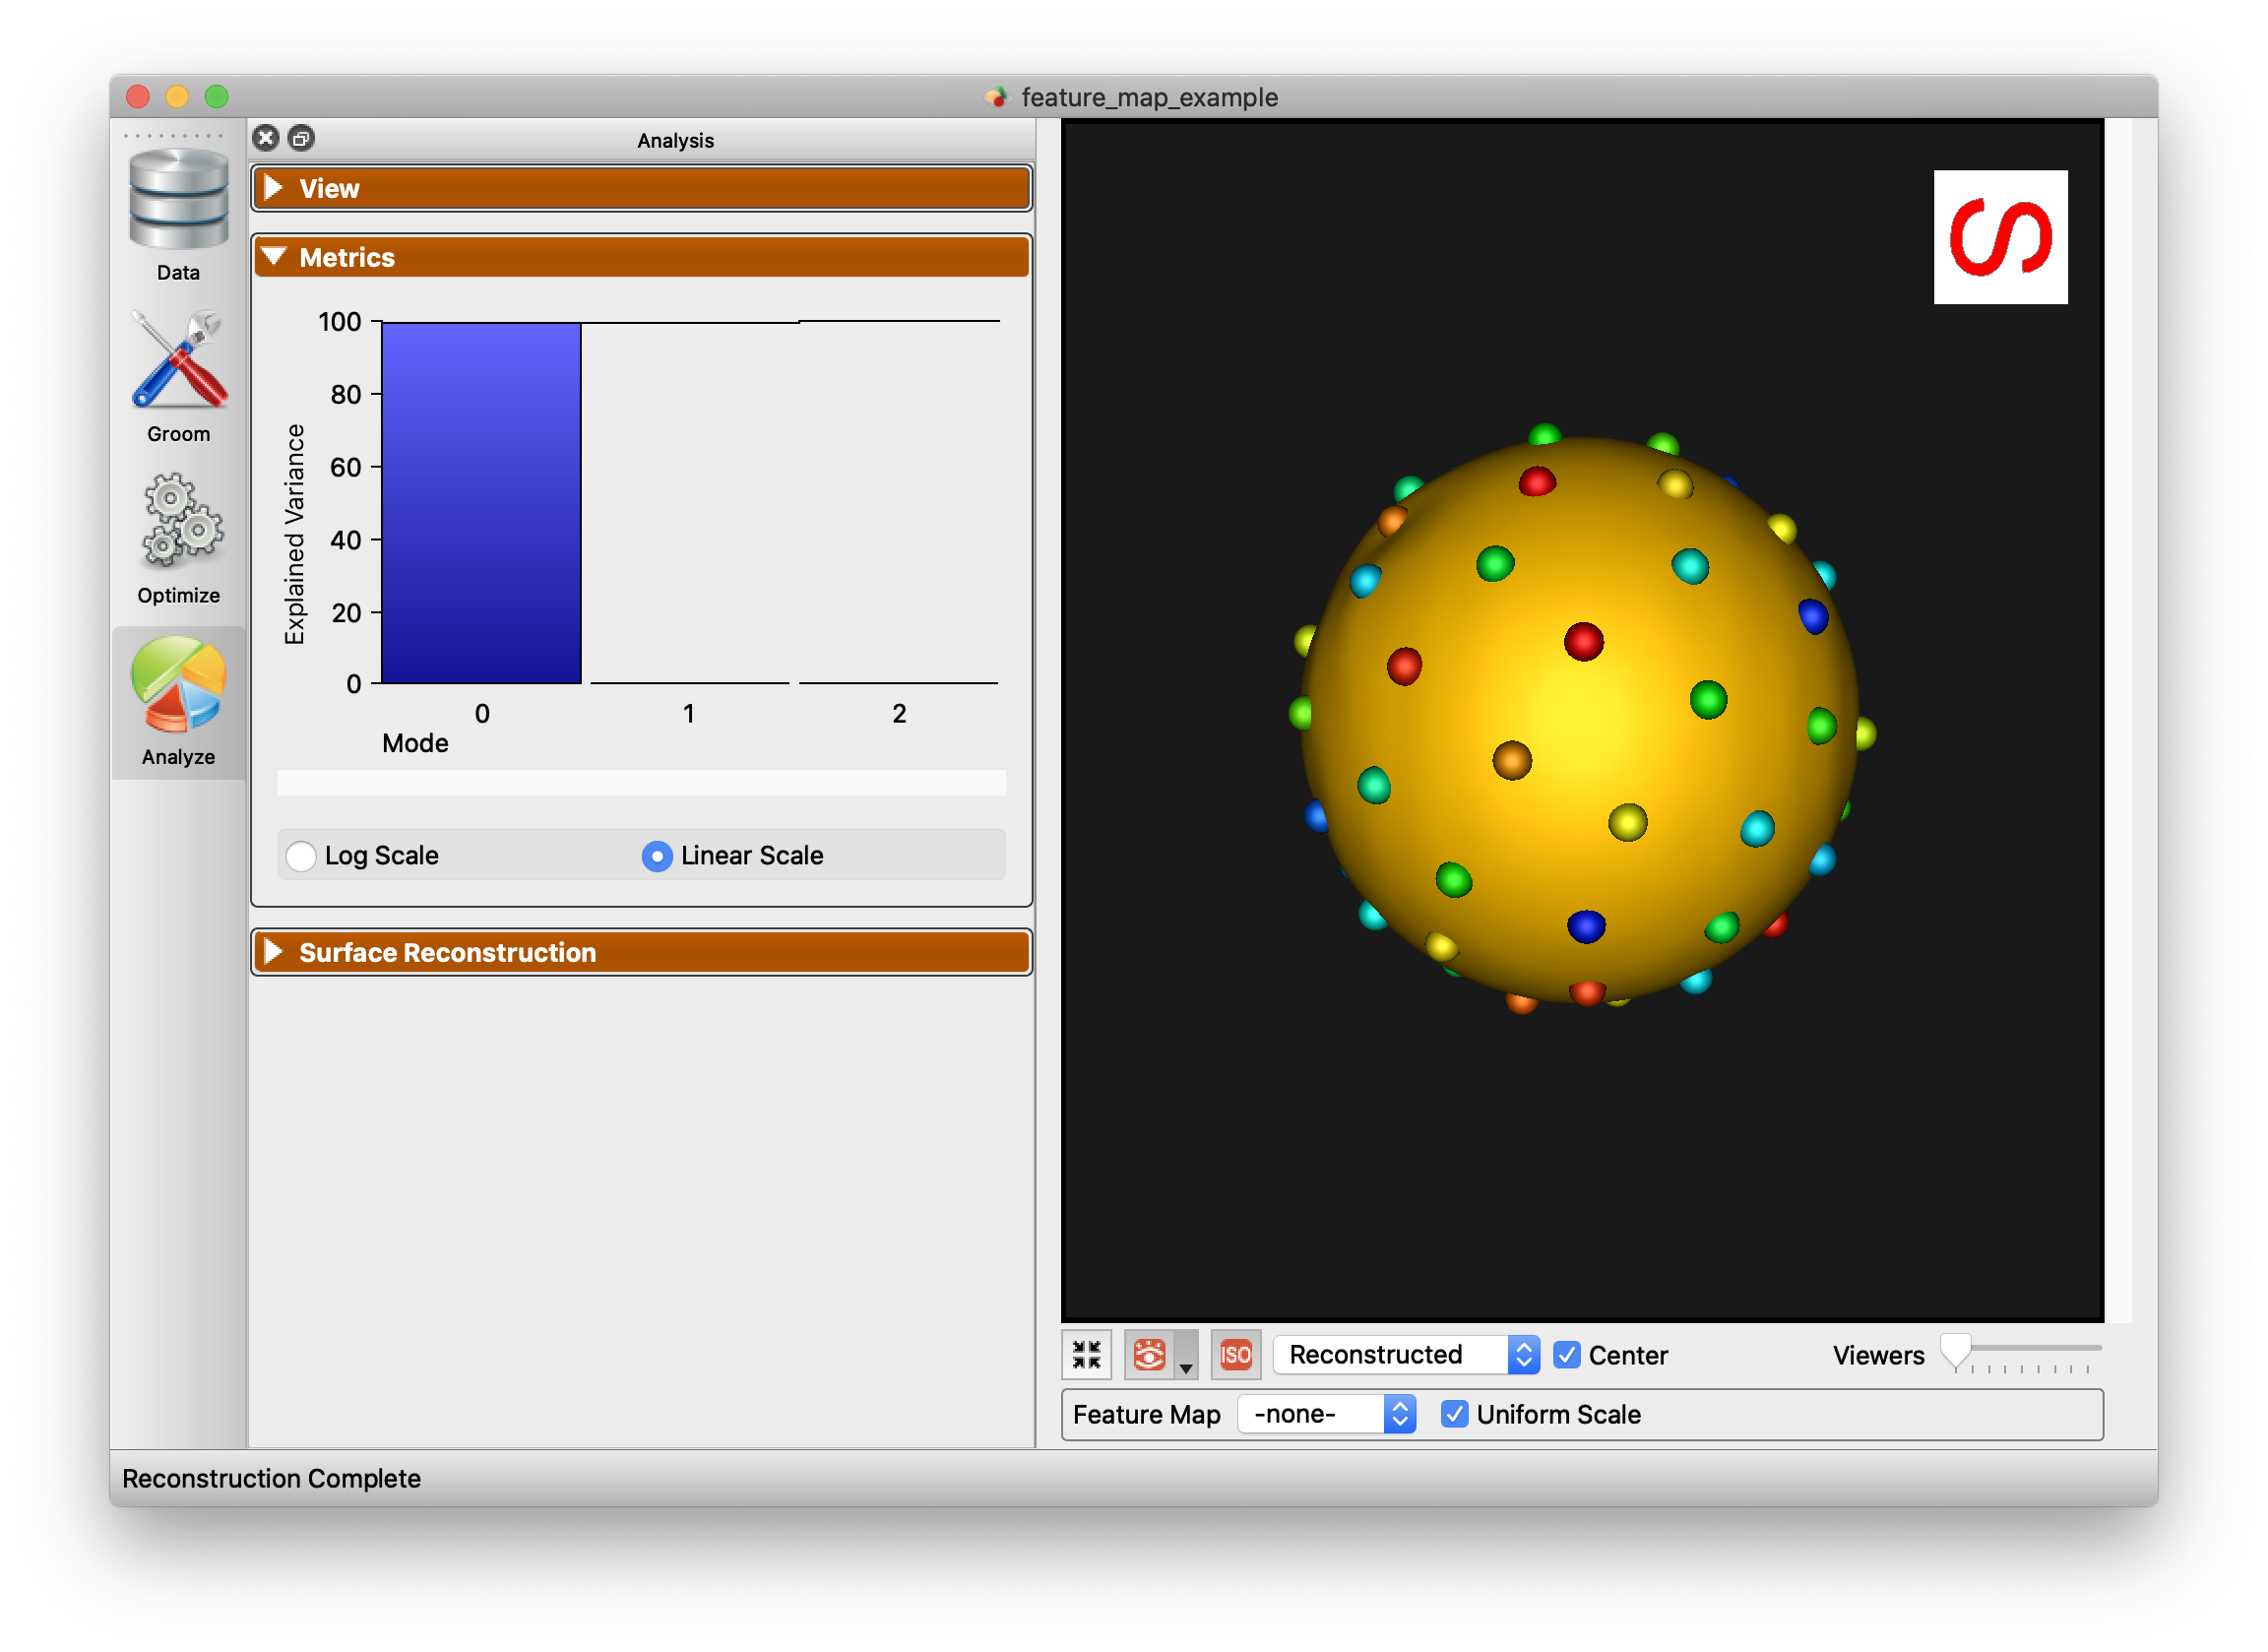 feature_map_example
Data
Groom
Optimize
Analyze
Analysis
View
Metrics
100
80
60
40
20
0
Explained Variance
0 1 2
Mode
Log Scale Linear Scale
Surface Reconstruction
S
ISO Reconstructed Center Viewers
Feature Map -none- Uniform Scale
Reconstruction Complete